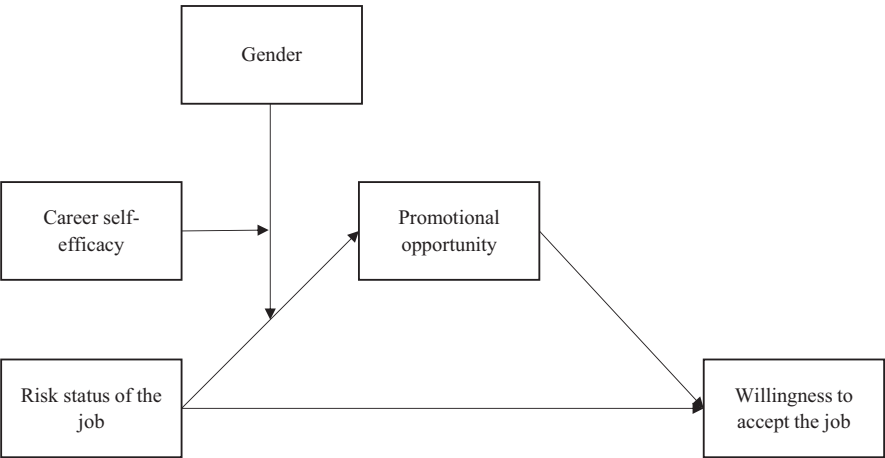 Gender
Career self-
efficacy
Promotional
opportunity
Risk status of the
job
Willingness to
accept the job